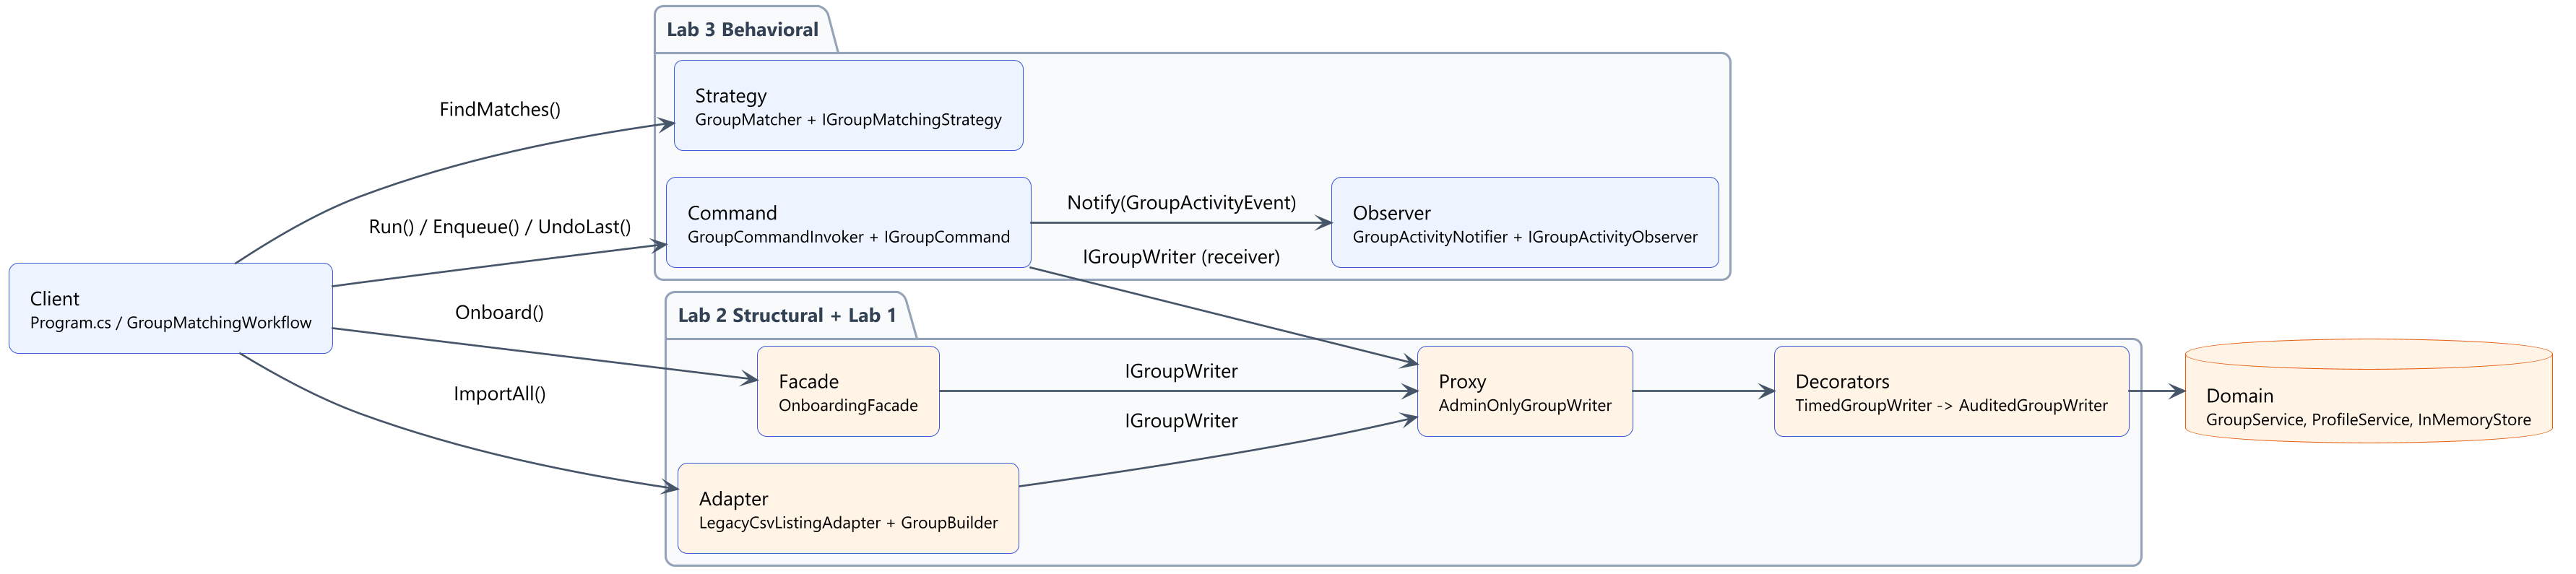 Lab 3 Behavioral
Strategy
GroupMatcher + IGroupMatchingStrategy
FindMatches()
Command
GroupCommandInvoker + IGroupCommand
Run() / Enqueue() / UndoLast()
Notify(GroupActivityEvent)
Observer
GroupActivityNotifier + IGroupActivityObserver
IGroupWriter (receiver)
Client
Program.cs / GroupMatchingWorkflow
Onboard()
ImportAll()
Lab 2 Structural + Lab 1
Facade
OnboardingFacade
IGroupWriter
IGroupWriter
Proxy
AdminOnlyGroupWriter
Decorators
TimedGroupWriter -> AuditedGroupWriter
Domain
GroupService, ProfileService, InMemoryStore
Adapter
LegacyCsvListingAdapter + GroupBuilder